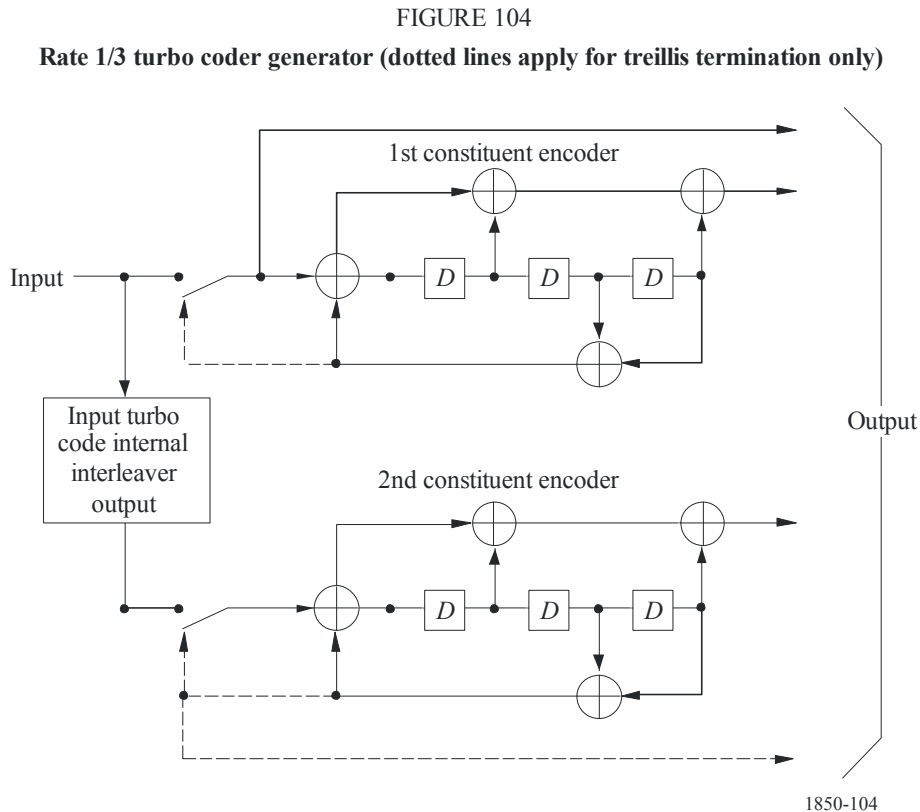 FIGURE 104
Rate 1/3 turbo coder generator (dotted lines apply for treillis termination only)
1st constituent encoder
Input
D
D
D
Input turbo
code internal
interleaver
output
Output
2nd constituent encoder
D
D
D
1850-104